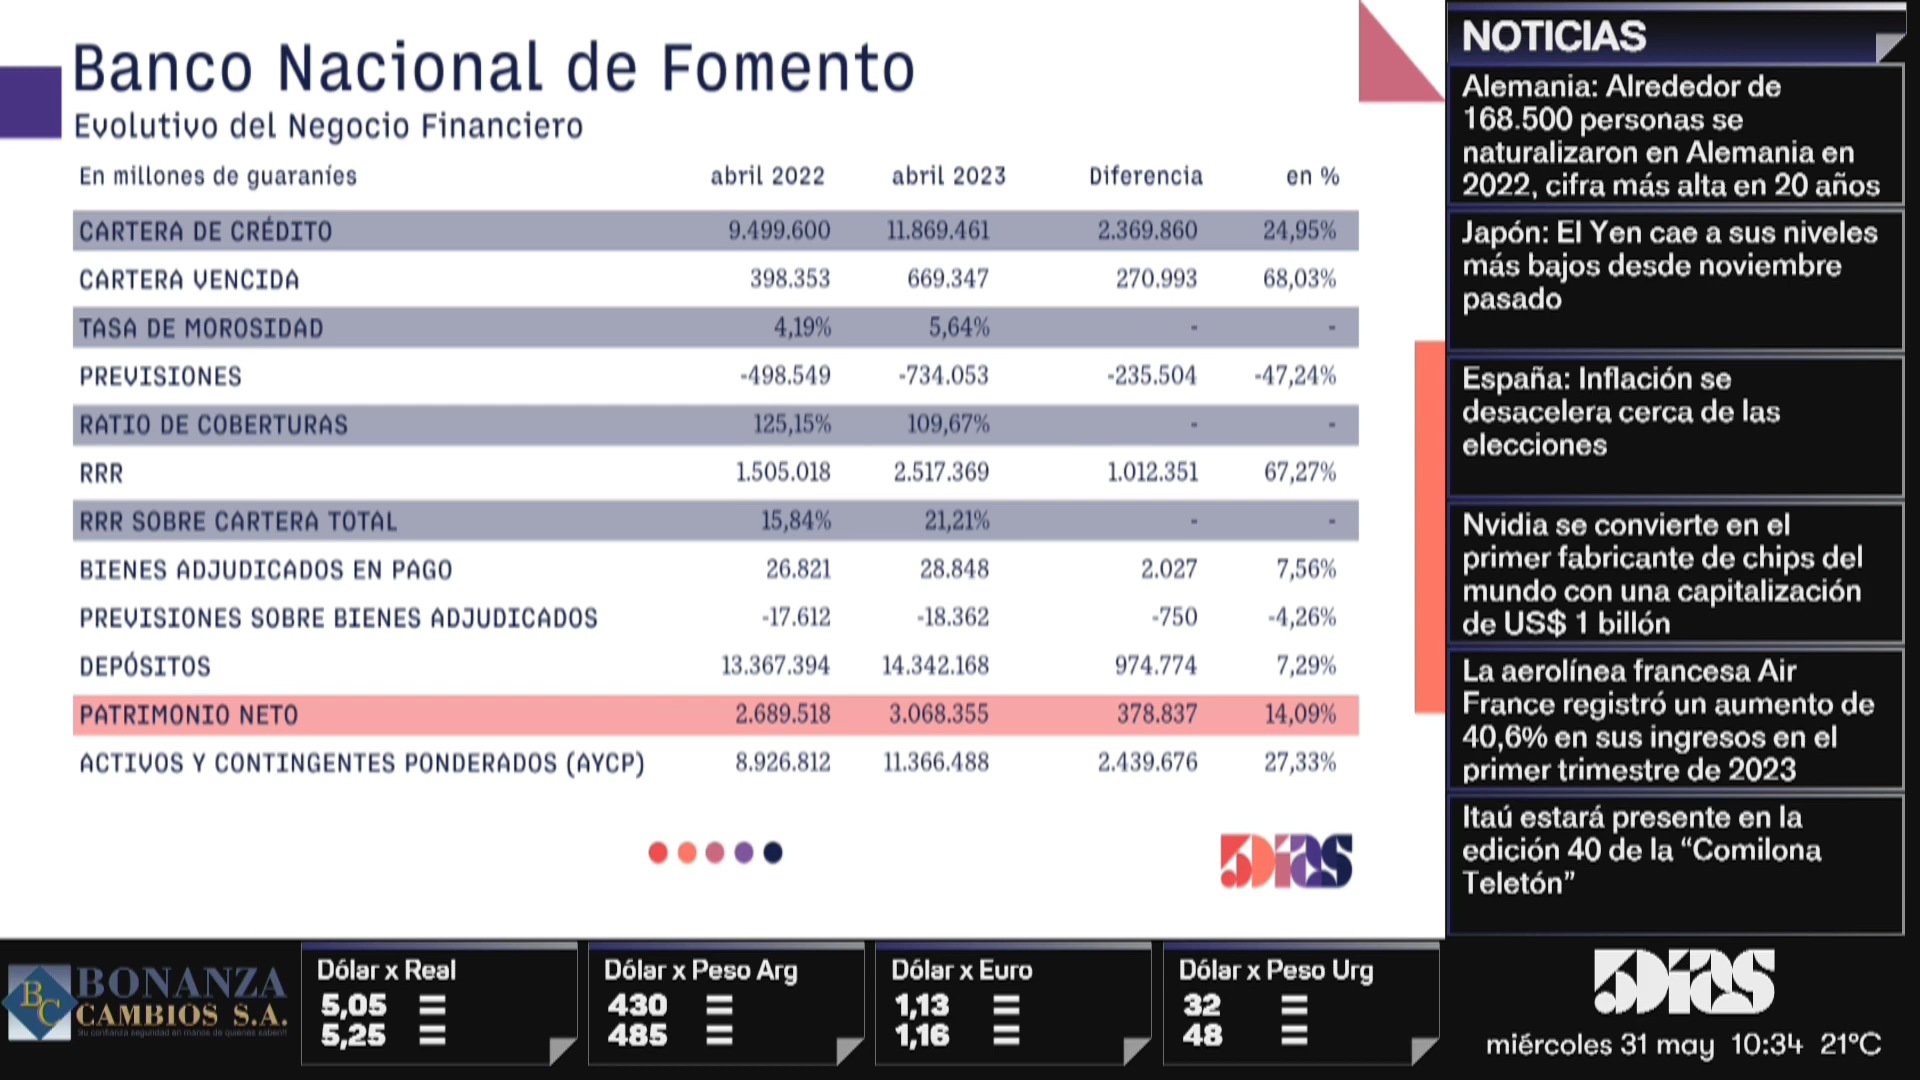 Banco Nacional de Fomento
Evolutivo del Negocio Financiero
En millones de guaraníes abril 2022 abril 2023 Diferencia en %
CARTERA DE CRÉDITO 9.499.600 11.869.461 2.369.860 24,95%
CARTERA VENCIDA 398.353 669.347 270.993 68,03%
TASA DE MOROSIDAD 4,19% 5,64% - -
PREVISIONES -498.549 -734.053 -235.504 -47,24%
RATIO DE COBERTURAS 125,15% 109,67% - -
RRR 1.505.018 2.517.369 1.012.351 67,27%
RRR SOBRE CARTERA TOTAL 15,84% 21,21% - -
BIENES ADJUDICADOS EN PAGO 26.821 28.848 2.027 7,56%
PREVISIONES SOBRE BIENES ADJUDICADOS -17.612 -18.362 -750 -4,26%
DEPÓSITOS 13.367.394 14.342.168 974.774 7,29%
PATRIMONIO NETO 2.689.518 3.068.355 378.837 14,09%
ACTIVOS Y CONTINGENTES PONDERADOS (AYCP) 8.926.812 11.366.488 2.439.676 27,33%
5Días
NOTICIAS
Alemania: Alrededor de
168.500 personas se
naturalizaron en Alemania en
2022, cifra más alta en 20 años
Japón: El Yen cae a sus niveles
más bajos desde noviembre
pasado
España: Inflación se
desacelera cerca de las
elecciones
Nvidia se convierte en el
primer fabricante de chips del
mundo con una capitalización
de US$ 1 billón
La aerolínea francesa Air
France registró un aumento de
40,6% en sus ingresos en el
primer trimestre de 2023
Itaú estará presente en la
edición 40 de la “Comilona
Teletón”
BC BONANZA
CAMBIOS S.A.
Su confianza seguridad en manos de quienes saben!!!
Dólar x Real
5,05
5,25
Dólar x Peso Arg
430
485
Dólar x Euro
1,13
1,16
Dólar x Peso Urg
32
48
5Días
miércoles 31 may 10:34 21°C